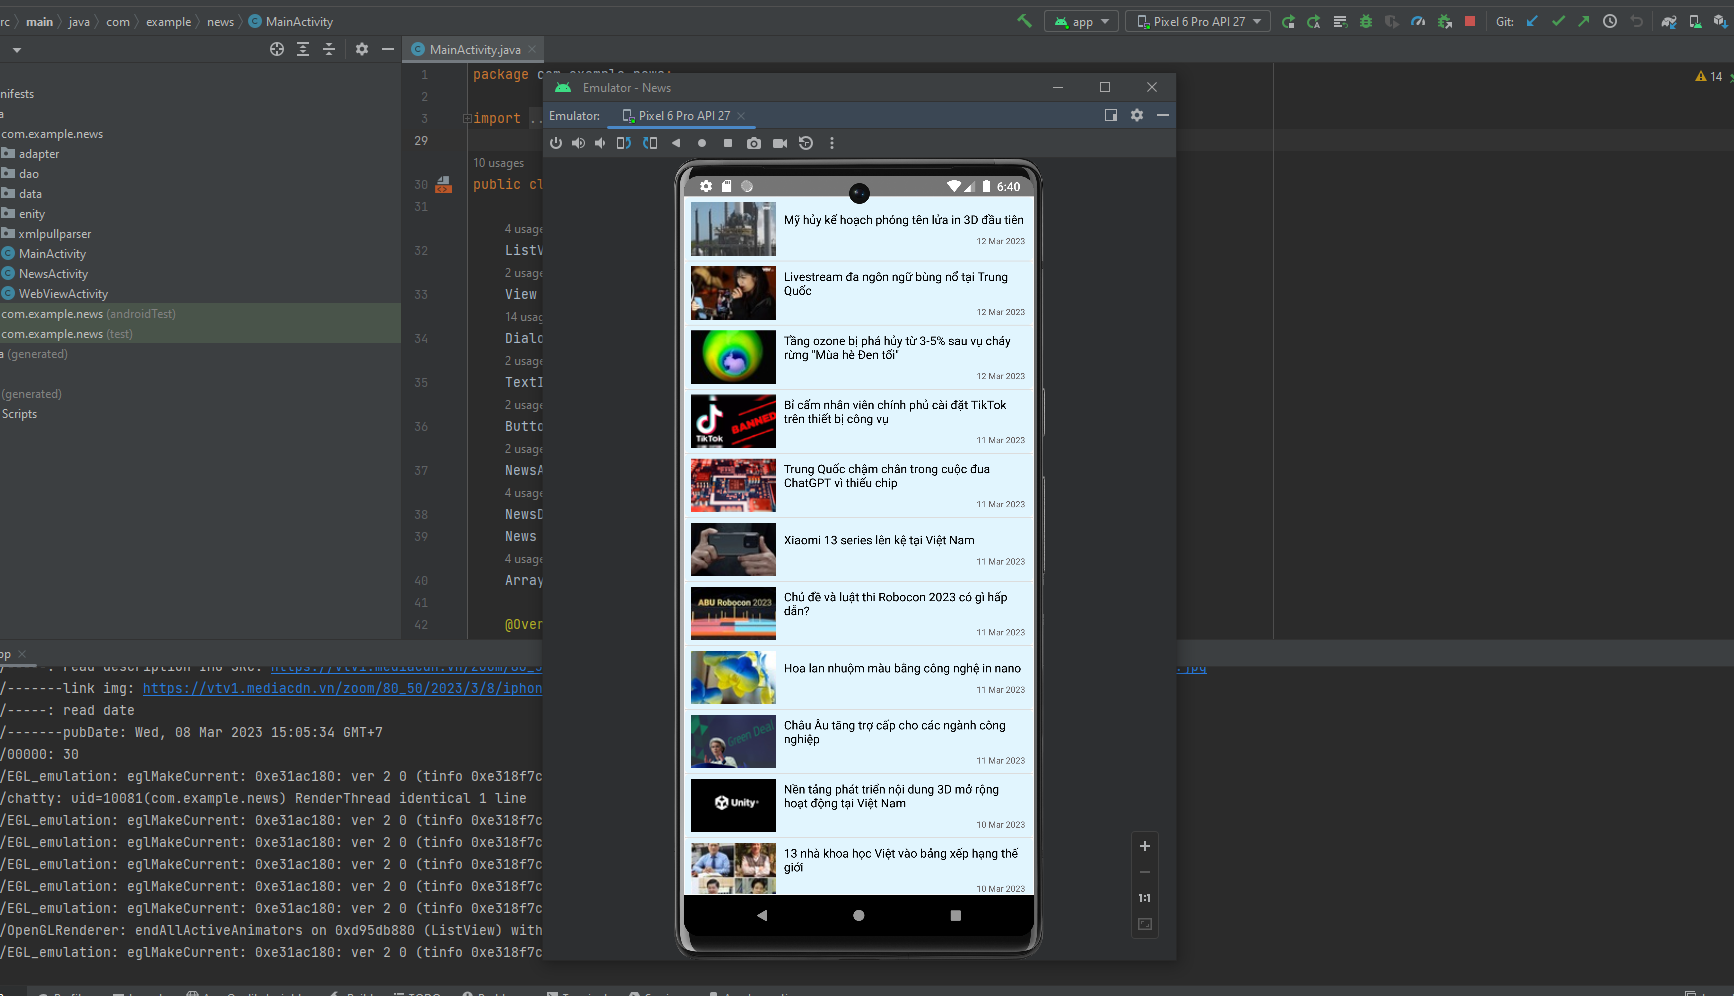 rc main java com example news MainActivity
app Pixel 6 Pro API 27 Git:
MainActivity.java
nifests
a
com.example.news
adapter
dao
data
enity
xmlpullparser
MainActivity
NewsActivity
WebViewActivity
com.example.news (androidTest)
com.example.news (test)
a (generated)
(generated)
Scripts
1 package
14
2
3 import ..
29
10 usages
30 public cl
31
4 usage
32 ListV
2 usag
33 View
14 usag
34 Dialo
2 usag
35 TextI
2 usag
36 Butto
2 usag
37 NewsA
4 usag
38 NewsD
39 News
4 usag
40 Array
41
42 @Over
Emulator - News
Emulator: Pixel 6 Pro API 27
6:40
Mỹ hủy kế hoạch phóng tên lửa in 3D đầu tiên
12 Mar 2023
Livestream đa ngôn ngữ bùng nổ tại Trung
Quốc
12 Mar 2023
Tầng ozone bị phá hủy từ 3-5% sau vụ cháy
rừng "Mùa hè Đen tối"
12 Mar 2023
TikTok
BANNED
Bỉ cấm nhân viên chính phủ cài đặt TikTok
trên thiết bị công vụ
11 Mar 2023
Trung Quốc chậm chân trong cuộc đua
ChatGPT vì thiếu chip
11 Mar 2023
Xiaomi 13 series lên kệ tại Việt Nam
11 Mar 2023
ABU Robocon 2023
Chủ đề và luật thi Robocon 2023 có gì hấp
dẫn?
11 Mar 2023
Hoa lan nhuộm màu bằng công nghệ in nano
11 Mar 2023
Green Deal
Châu Âu tăng trợ cấp cho các ngành công
nghiệp
11 Mar 2023
Unity
Nền tảng phát triển nội dung 3D mở rộng
hoạt động tại Việt Nam
10 Mar 2023
13 nhà khoa học Việt vào bảng xếp hạng thế
giới
10 Mar 2023
1:1
pp
/-------link img: https://vtv1.mediacdn.vn/zoom/80_50/2023/3/8/iphon
/-----: read date
/-------pubDate: Wed, 08 Mar 2023 15:05:34 GMT+7
/00000: 30
/EGL_emulation: eglMakeCurrent: 0xe31ac180: ver 2 0 (tinfo 0xe318f7c
/chatty: uid=10081(com.example.news) RenderThread identical 1 line
/EGL_emulation: eglMakeCurrent: 0xe31ac180: ver 2 0 (tinfo 0xe318f7c
/EGL_emulation: eglMakeCurrent: 0xe31ac180: ver 2 0 (tinfo 0xe318f7c
/EGL_emulation: eglMakeCurrent: 0xe31ac180: ver 2 0 (tinfo 0xe318f7c
/EGL_emulation: eglMakeCurrent: 0xe31ac180: ver 2 0 (tinfo 0xe318f7c
/EGL_emulation: eglMakeCurrent: 0xe31ac180: ver 2 0 (tinfo 0xe318f7c
/OpenGLRenderer: endAllActiveAnimators on 0xd95db880 (ListView) with
/EGL_emulation: eglMakeCurrent: 0xe31ac180: ver 2 0 (tinfo 0xe318f7c